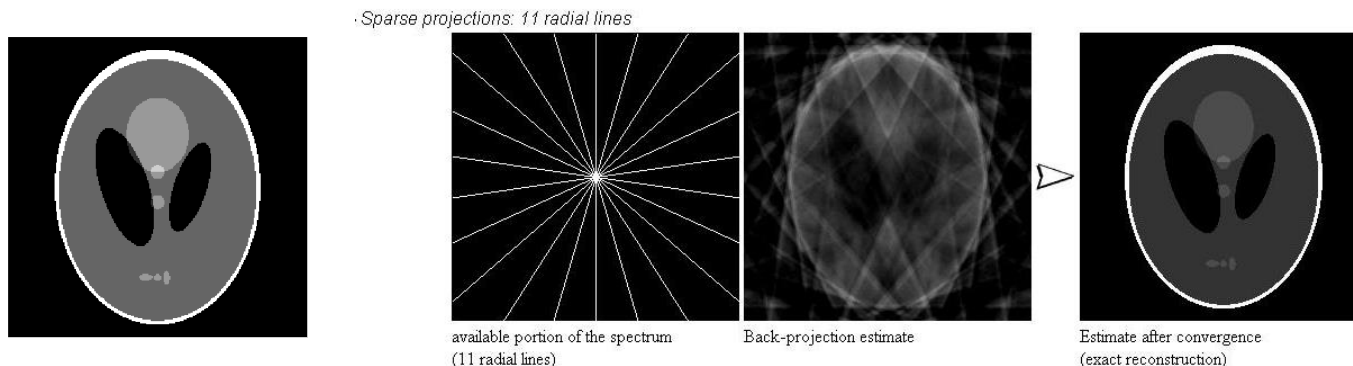 · Sparse projections: 11 radial lines
available portion of the spectrum
(11 radial lines)
Back-projection estimate
Estimate after convergence
(exact reconstruction)